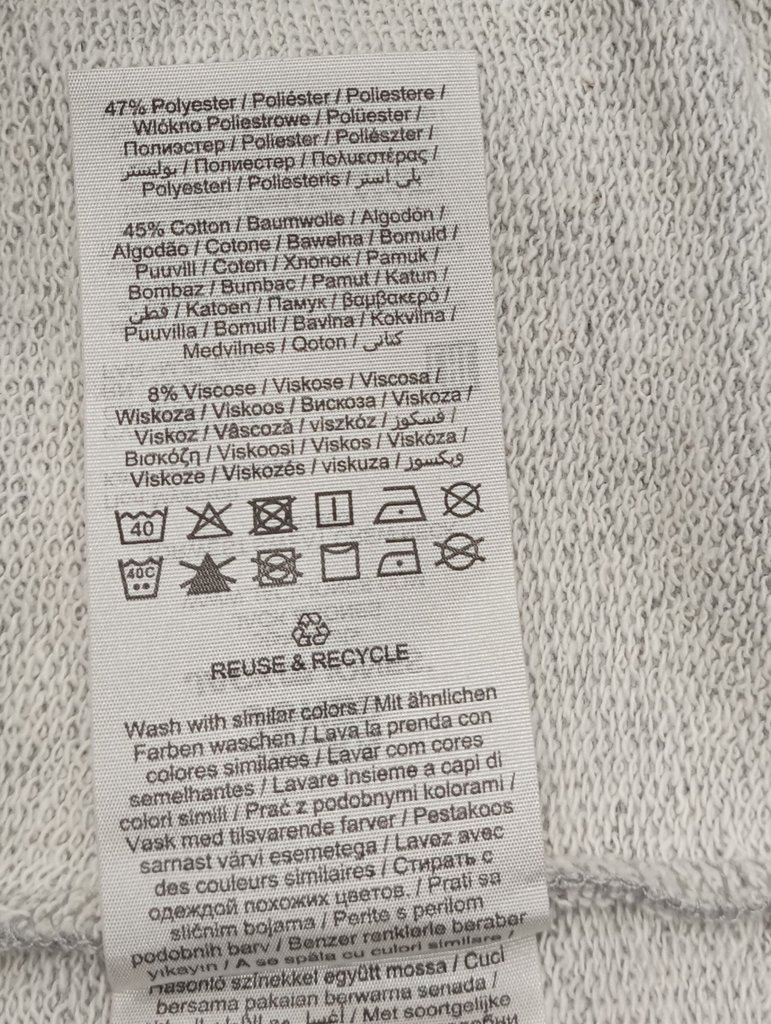 47% Polyester / Poliéster / Poliestere /
Włókno Poliestrowe / Polüester /
Полиэстер / Poliester / Poliészter /
بوليستر / Полиестер / Πολυεστέρας /
Polyesteri / Poliesteris / پلی استر
45% Cotton / Baumwolle / Algodón /
Algodão / Cotone / Bawełna / Bomuld /
Puuvill / Coton / Хлопок / Pamuk /
Bombaz / Bumbac / Pamut / Katun /
قطن / Katoen / Памук / βαμβακερό /
Puuvilla / Bomull / Bavlna / Kokvilna /
Medvilnes / Qoton / کتانی
8% Viscose / Viskose / Viscosa /
Wiskoza / Viskoos / Вискоза / Viskoza /
Viskoz / Vâscoză / viszkóz / فسكوز /
Βισκόζη / Viskoosi / Viskos / Viskóza /
Viskoze / Viskozés / viskuza / ویکسوز
40
40C
REUSE & RECYCLE
Wash with similar colors / Mit ähnlichen
Farben waschen / Lava la prenda con
colores similares / Lavar com cores
semelhantes / Lavare insieme a capi di
colori simili / Prać z podobnymi kolorami /
Vask med tilsvarende farver / Pestakoos
sarnast värvi esemetega / Lavez avec
des couleurs similaires / Стирать с
одеждой похожих цветов. / Prati sa
sličnim bojama / Perite s perilom
podobnih barv / Benzer renklerle beraber
yıkayın / A se spăla cu culori similare /
hasonló színekkel együtt mossa / Cuci
bersama pakaian berwarna senada /
/ Met soortgelijke